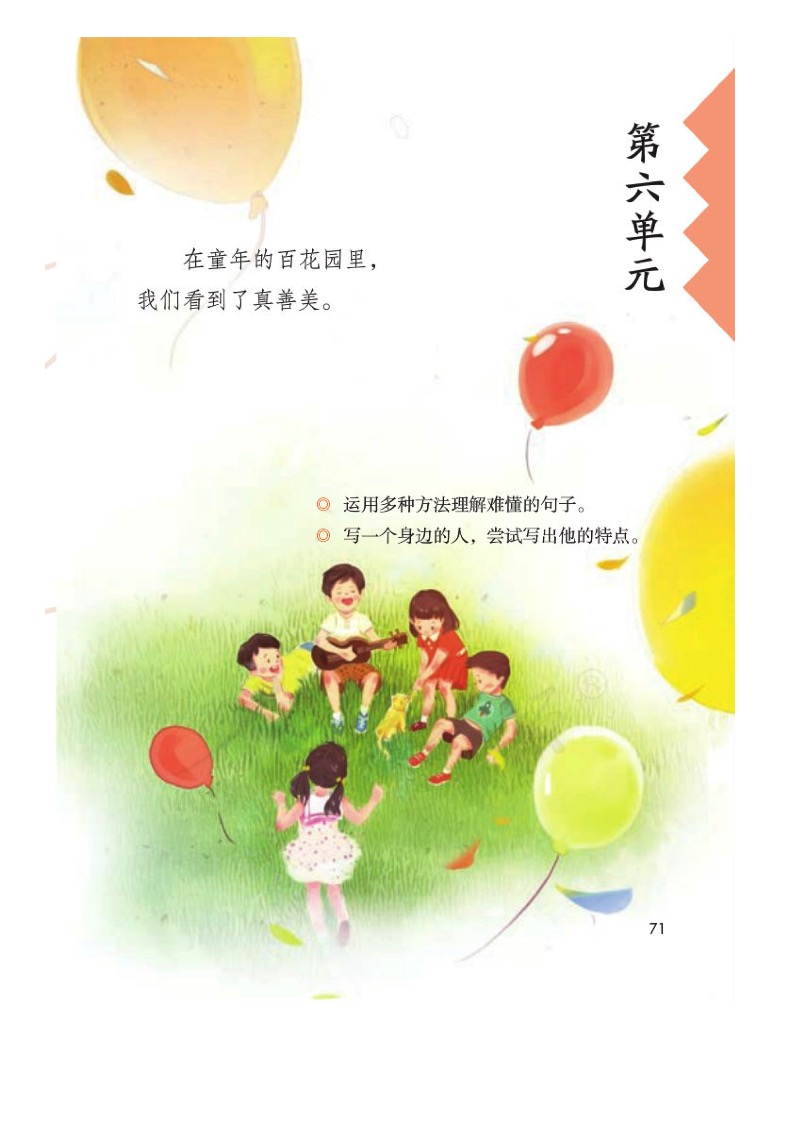 第六单元
在童年的百花园里，
我们看到了真善美。
◎ 运用多种方法理解难懂的句子。
◎ 写一个身边的人，尝试写出他的特点。
71